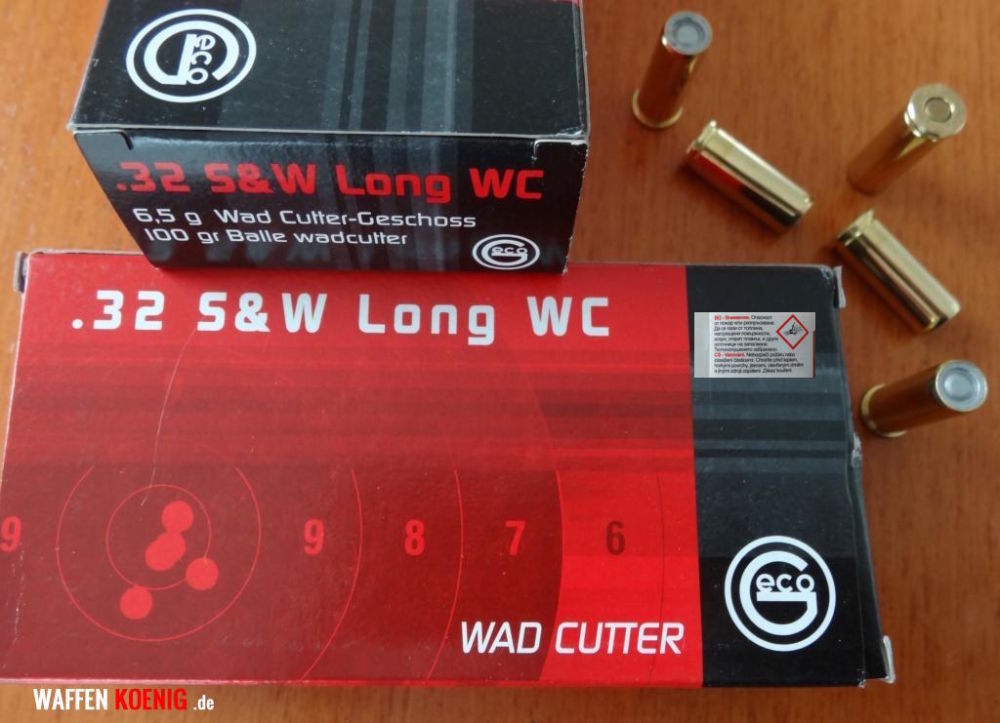 Geco
.32 S&W Long WC
6,5 g Wad Cutter-Geschoss
100 gr Balle wadcutter
.32 S&W Long WC
9 9 8 7 6
WAD CUTTER
Geco
WAFFEN KOENIG .de